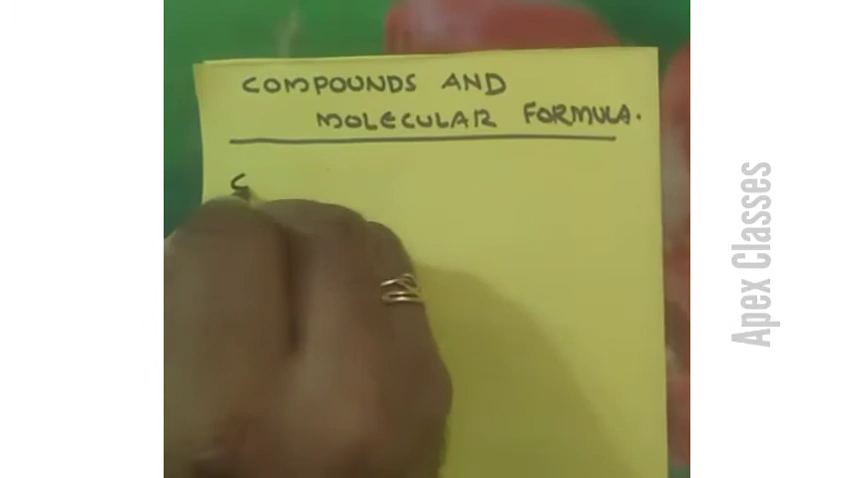 COMPOUNDS AND
MOLECULAR FORMULA.
S
Apex Classes